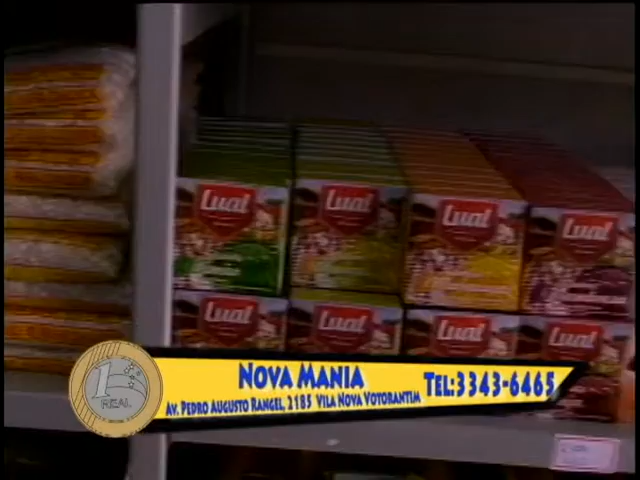 Lual Lual Lual Lual
Lual Lual Lual Lual
NOVA MANIA
AV. PEDRO AUGUSTO RANGEL, 2185 VILA NOVA VOTORANTIM
TEL:3343-6465
1
REAL